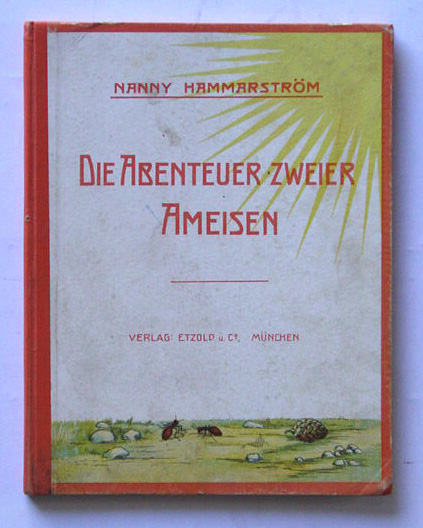 NANNY HAMMARSTRÖM
DIE ABENTEUER ZWEIER
AMEISEN
VERLAG: ETZOLD u. Co, MÜNCHEN